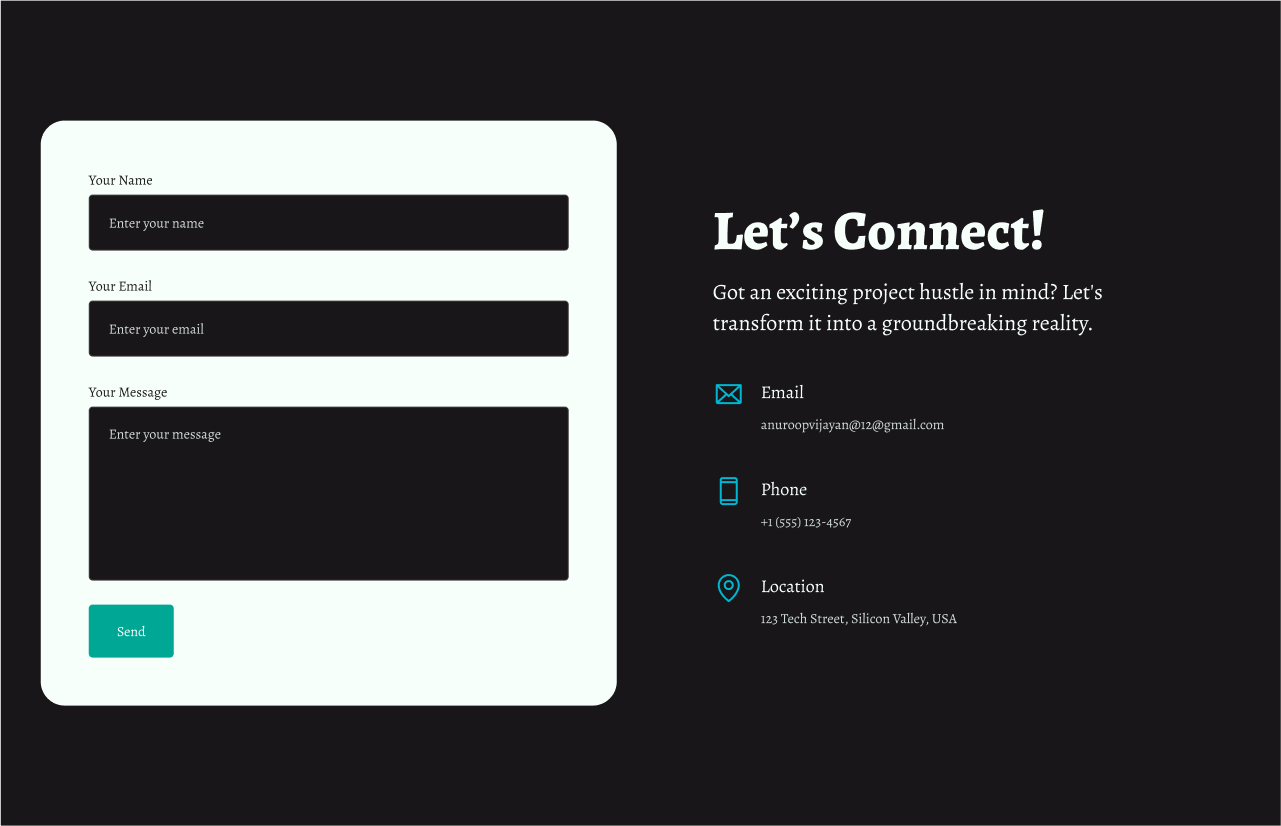 Your Name
Enter your name
Your Email
Enter your email
Your Message
Enter your message
Send
Let’s Connect!
Got an exciting project hustle in mind? Let's
transform it into a groundbreaking reality.
Email
anuroopvijayan@12@gmail.com
Phone
+1 (555) 123-4567
Location
123 Tech Street, Silicon Valley, USA